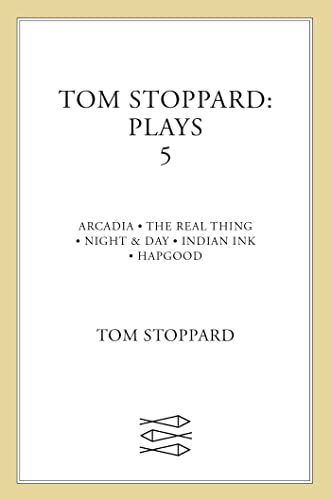 TOM STOPPARD:
PLAYS
5
ARCADIA • THE REAL THING
• NIGHT & DAY • INDIAN INK
• HAPGOOD
TOM STOPPARD